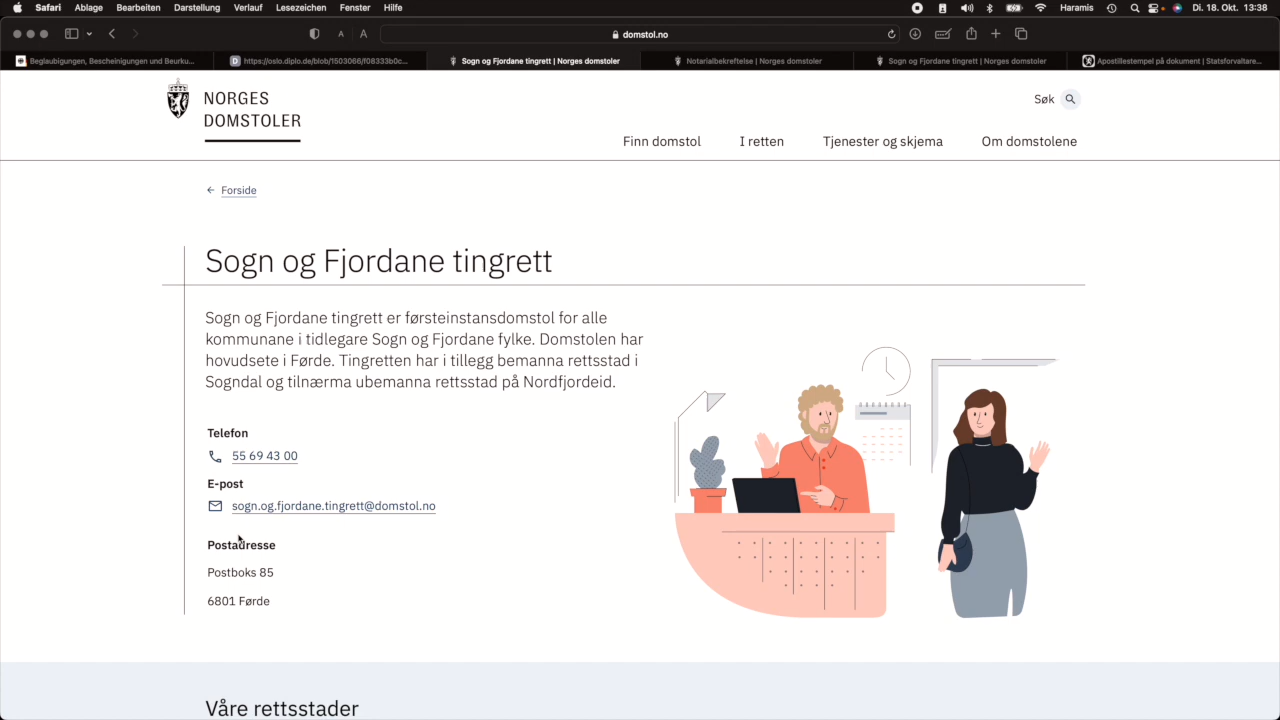 Safari Ablage Bearbeiten Darstellung Verlauf Lesezeichen Fenster Hilfe Haramis Di. 18. Okt. 13:38
A A domstol.no
Beglaubigungen, Bescheinigungen und Beurku... https://oslo.diplo.de/blob/1503066/f08333b0c... Sogn og Fjordane tingrett | Norges domstoler Notarialbekreftelse | Norges domstoler Sogn og Fjordane tingrett | Norges domstoler Apostillestempel på dokument | Statsforvaltare...
NORGES
DOMSTOLER
Søk
Finn domstol I retten Tjenester og skjema Om domstolene
Forside
Sogn og Fjordane tingrett
Sogn og Fjordane tingrett er førsteinstansdomstol for alle
kommunane i tidlegare Sogn og Fjordane fylke. Domstolen har
hovudsete i Førde. Tingretten har i tillegg bemanna rettsstad i
Sogndal og tilnærma ubemanna rettsstad på Nordfjordeid.
Telefon
55 69 43 00
E-post
sogn.og.fjordane.tingrett@domstol.no
Postadresse
Postboks 85
6801 Førde
Våre rettsstader